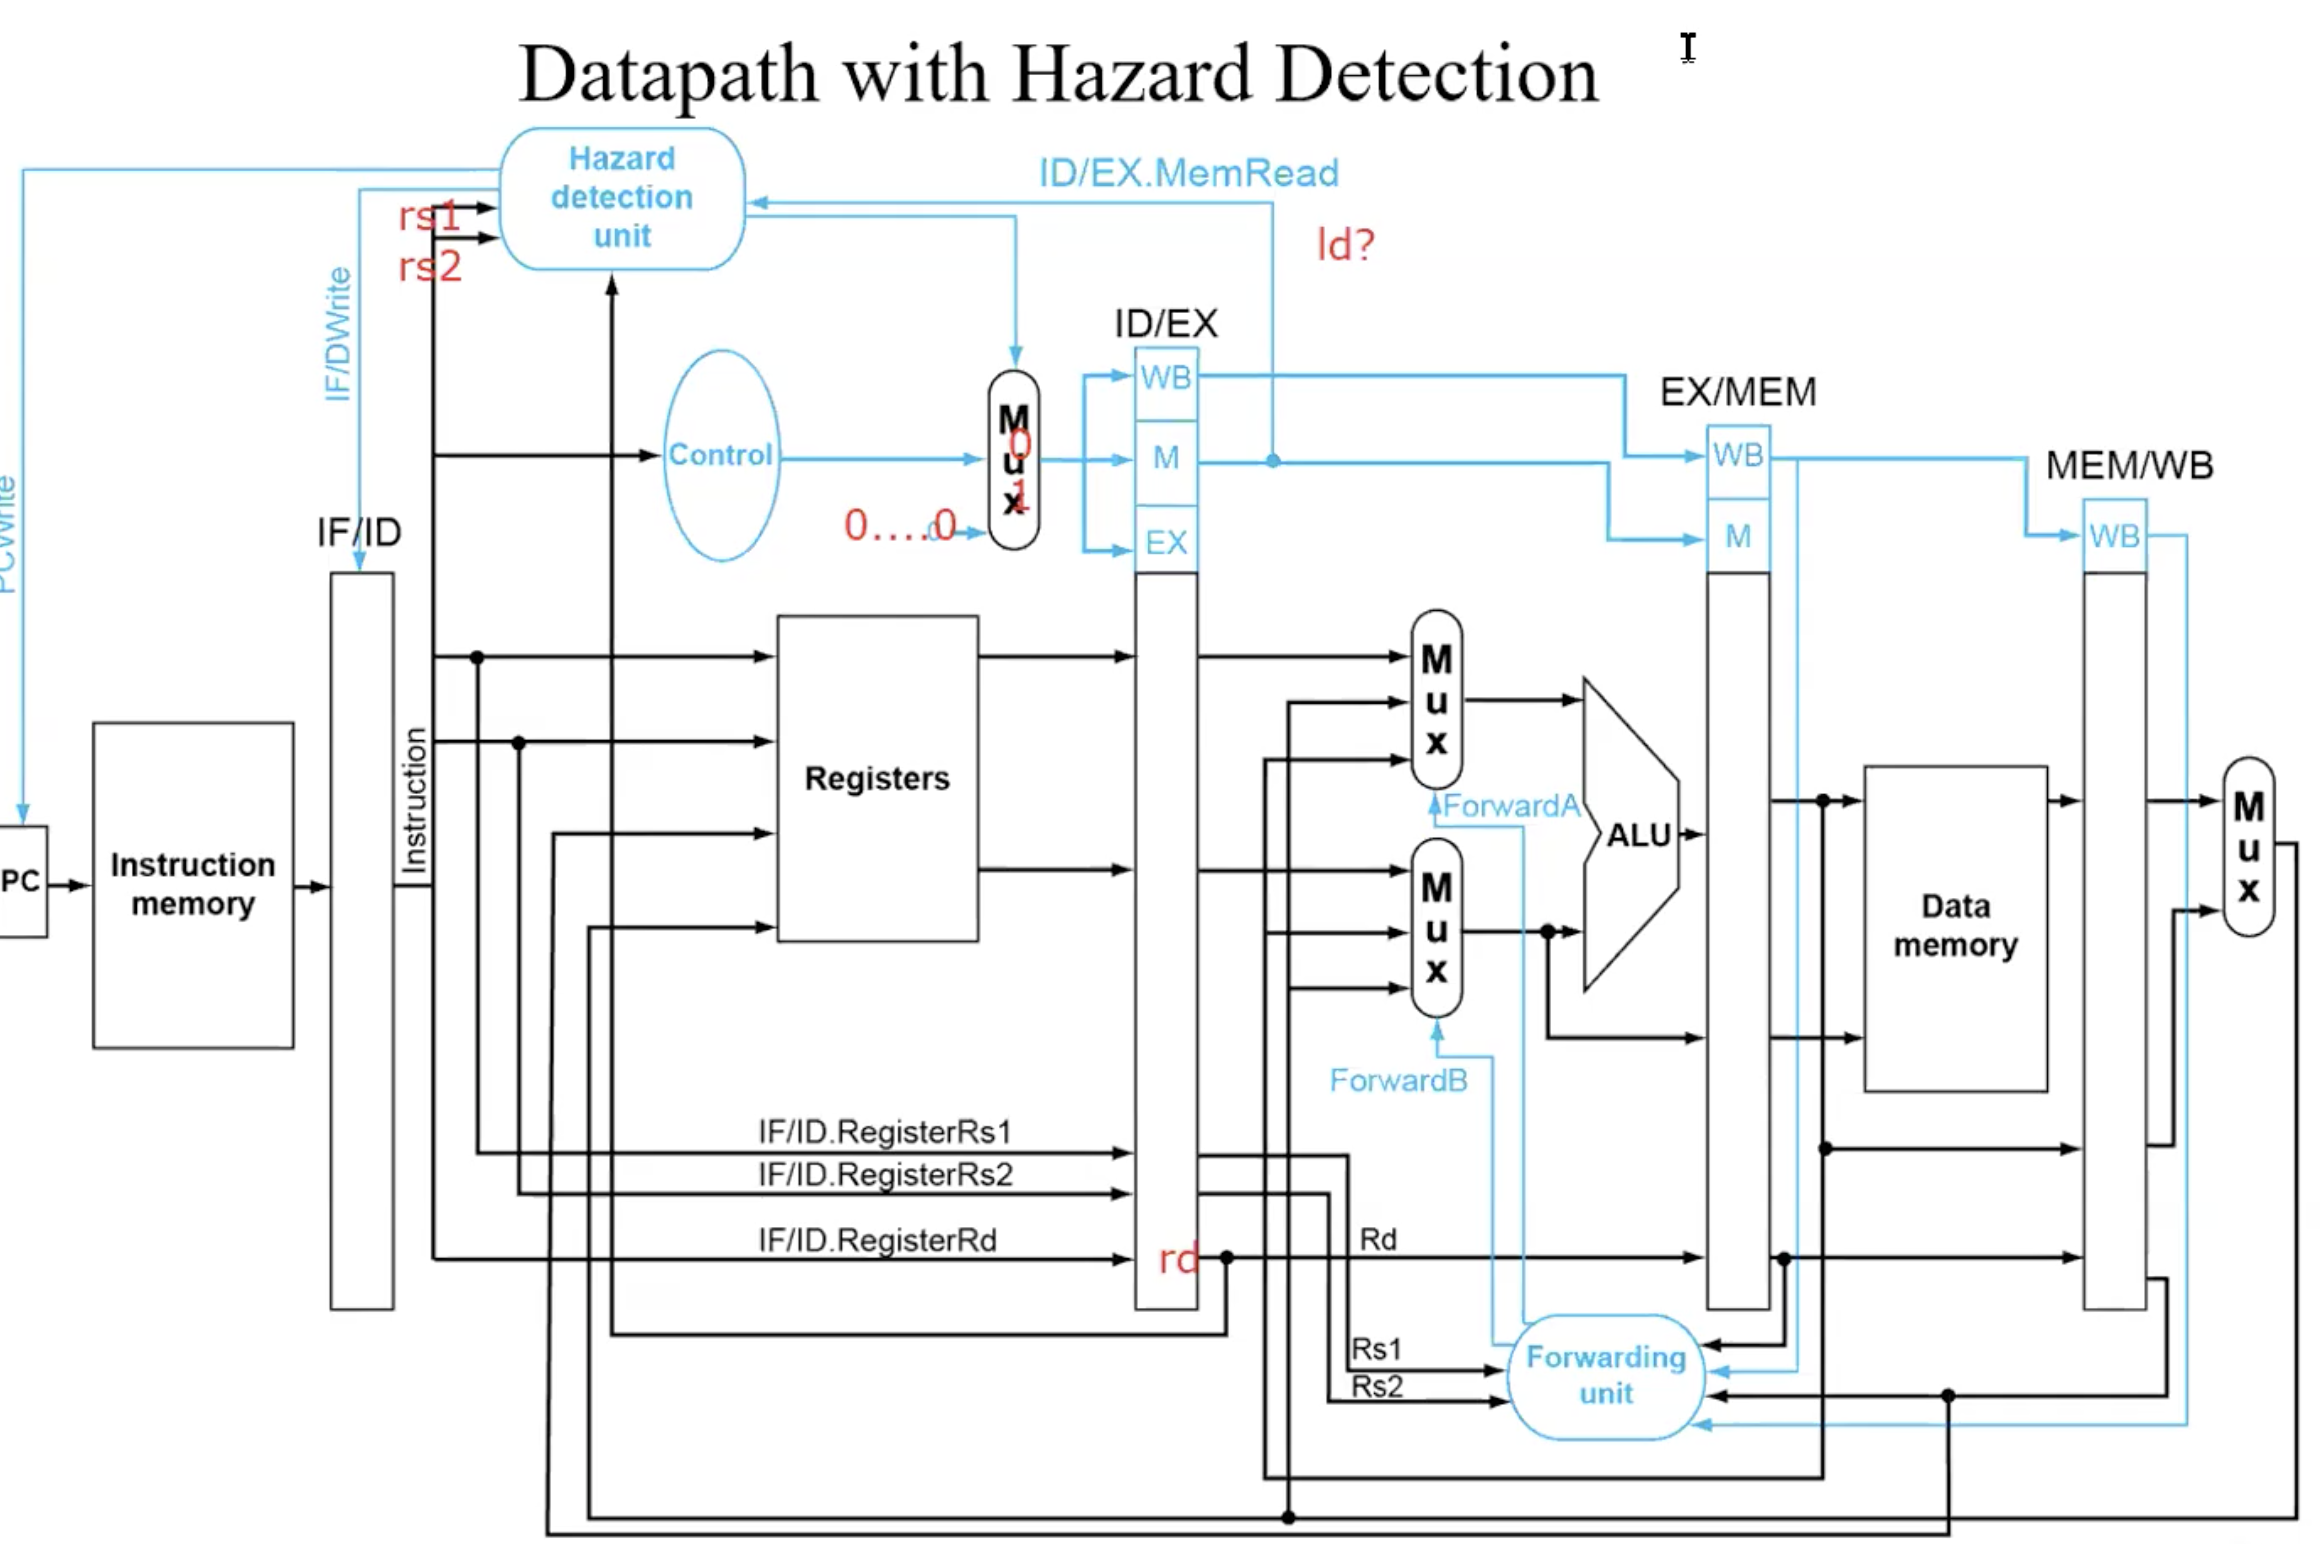 Datapath with Hazard Detection
Hazard
detection
unit
ID/EX.MemRead
rs1
rs2
ld?
IF/DWrite
ID/EX
WB
M
EX
EX/MEM
WB
M
MEM/WB
WB
Control
M
u
x
0
1
0....0
0
PCWrite
IF/ID
Instruction
PC
Instruction
memory
Registers
M
u
x
ForwardA
ALU
M
u
x
ForwardB
Data
memory
M
u
x
IF/ID.RegisterRs1
IF/ID.RegisterRs2
IF/ID.RegisterRd
rd
Rd
Rs1
Rs2
Forwarding
unit